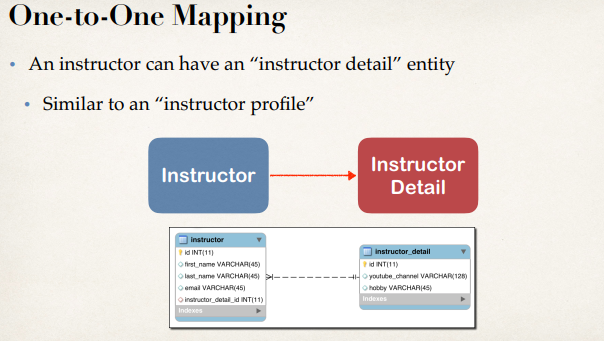 One-to-One Mapping
• An instructor can have an “instructor detail” entity
• Similar to an “instructor profile”
Instructor
Instructor
Detail
instructor
id INT(11)
first_name VARCHAR(45)
last_name VARCHAR(45)
email VARCHAR(45)
instructor_detail_id INT(11)
Indexes
instructor_detail
id INT(11)
youtube_channel VARCHAR(128)
hobby VARCHAR(45)
Indexes